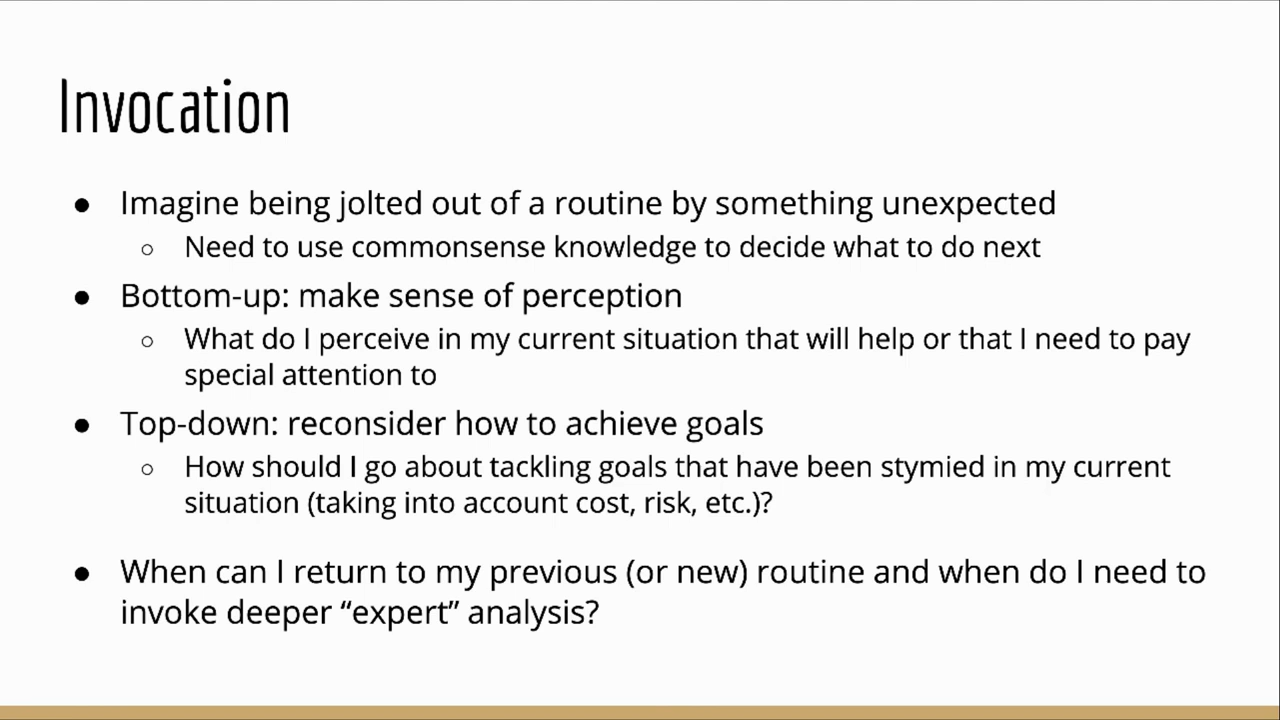 Invocation
● Imagine being jolted out of a routine by something unexpected
○ Need to use commonsense knowledge to decide what to do next
● Bottom-up: make sense of perception
○ What do I perceive in my current situation that will help or that I need to pay
special attention to
● Top-down: reconsider how to achieve goals
○ How should I go about tackling goals that have been stymied in my current
situation (taking into account cost, risk, etc.)?
● When can I return to my previous (or new) routine and when do I need to
invoke deeper “expert” analysis?